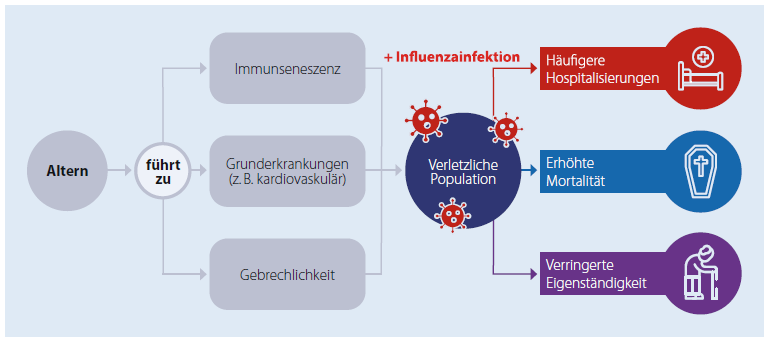 Altern
führt
zu
Immunseneszenz
Grunderkrankungen
(z. B. kardiovaskulär)
Gebrechlichkeit
+ Influenzainfektion
Verletzliche
Population
Häufigere
Hospitalisierungen
Erhöhte
Mortalität
Verringerte
Eigenständigkeit